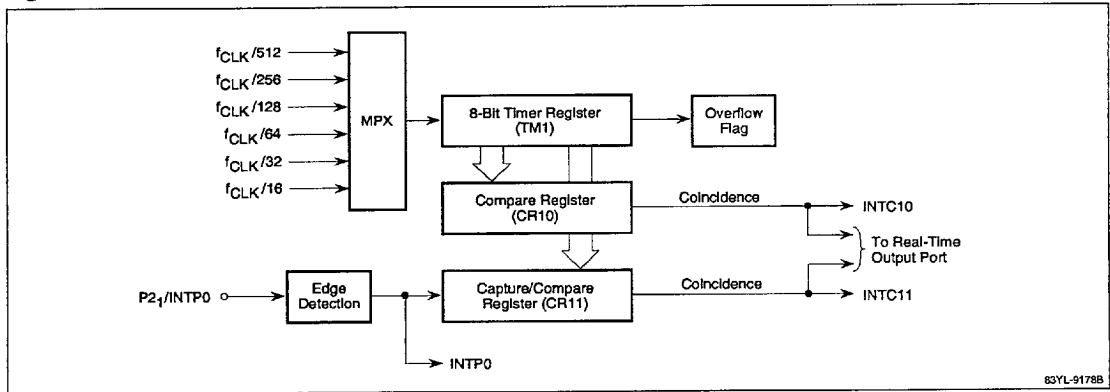 fCLK/512
fCLK/256
fCLK/128
fCLK/64
fCLK/32
fCLK/16
MPX
8-Bit Timer Register
(TM1)
Overflow
Flag
Compare Register
(CR10)
Coincidence
INTC10
To Real-Time
Output Port
P21/INTP0
Edge
Detection
Capture/Compare
Register (CR11)
Coincidence
INTC11
INTP0
83YL-9178B